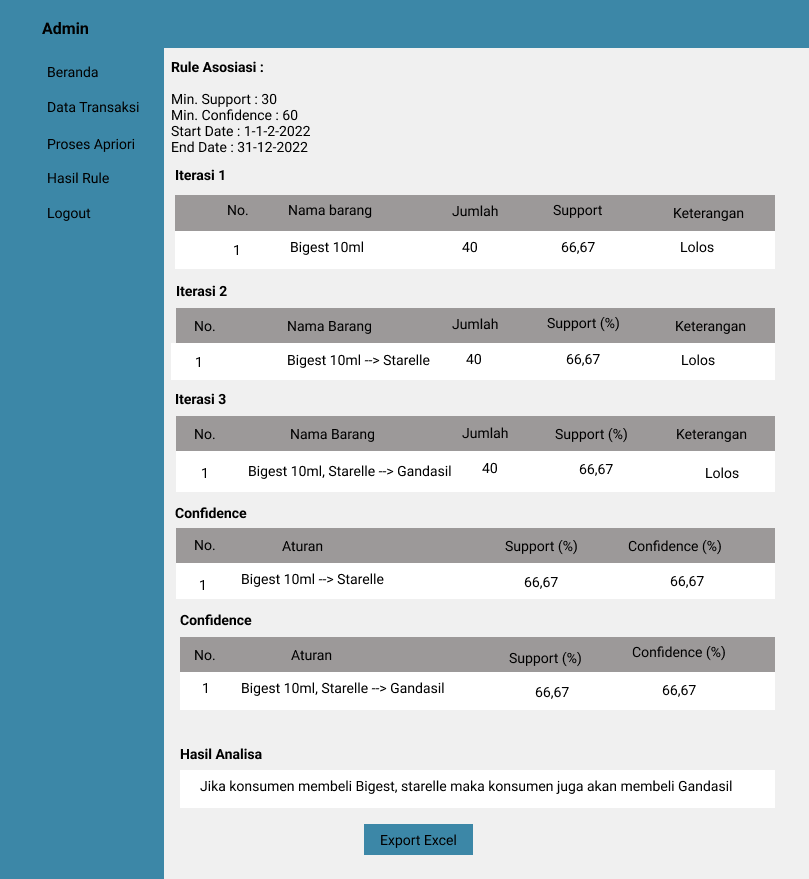 Admin
Beranda
Data Transaksi
Proses Apriori
Hasil Rule
Logout
Rule Asosiasi :
Min. Support : 30
Min. Confidence : 60
Start Date : 1-1-2-2022
End Date : 31-12-2022
Iterasi 1
No. Nama barang Jumlah Support Keterangan
1 Bigest 10ml 40 66,67 Lolos
Iterasi 2
No. Nama Barang Jumlah Support (%) Keterangan
1 Bigest 10ml --> Starelle 40 66,67 Lolos
Iterasi 3
No. Nama Barang Jumlah Support (%) Keterangan
1 Bigest 10ml, Starelle --> Gandasil 40 66,67 Lolos
Confidence
No. Aturan Support (%) Confidence (%)
1 Bigest 10ml --> Starelle 66,67 66,67
Confidence
No. Aturan Support (%) Confidence (%)
1 Bigest 10ml, Starelle --> Gandasil 66,67 66,67
Hasil Analisa
Jika konsumen membeli Bigest, starelle maka konsumen juga akan membeli Gandasil
Export Excel